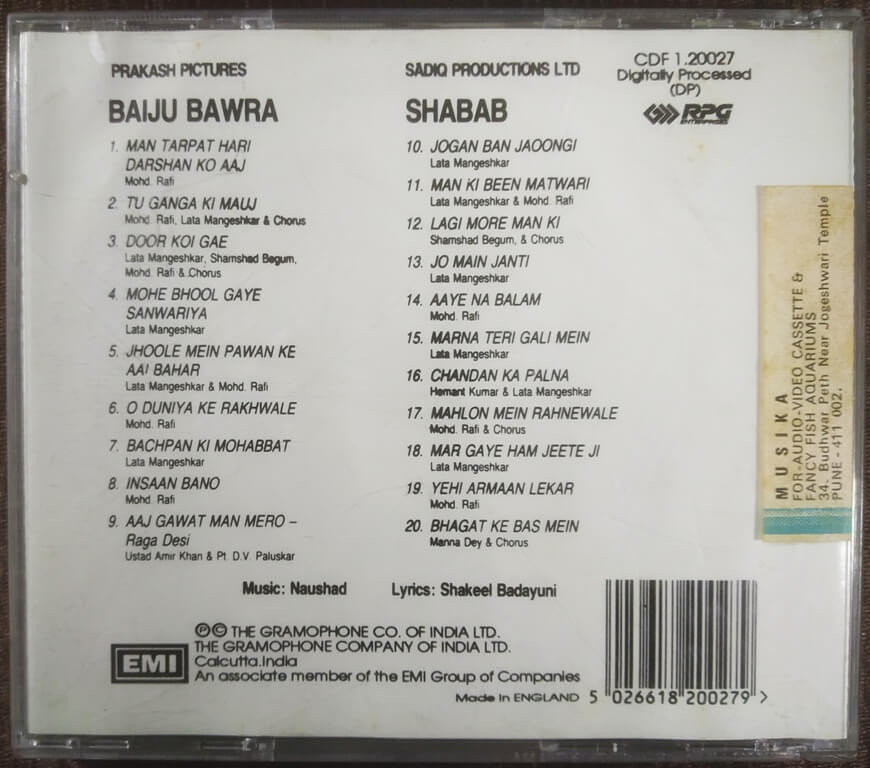 PRAKASH PICTURES
BAIJU BAWRA
1. MAN TARPAT HARI
DARSHAN KO AAJ
Mohd. Rafi
2. TU GANGA KI MAUJ
Mohd. Rafi, Lata Mangeshkar & Chorus
3. DOOR KOI GAE
Lata Mangeshkar, Shamshad Begum,
Mohd. Rafi & Chorus
4. MOHE BHOOL GAYE
SANWARIYA
Lata Mangeshkar
5. JHOOLE MEIN PAWAN KE
AAI BAHAR
Lata Mangeshkar & Mohd. Rafi
6. O DUNIYA KE RAKHWALE
Mohd. Rafi
7. BACHPAN KI MOHABBAT
Lata Mangeshkar
8. INSAAN BANO
Mohd. Rafi
9. AAJ GAWAT MAN MERO –
Raga Desi
Ustad Amir Khan & Pt. D.V. Paluskar
SADIQ PRODUCTIONS LTD
SHABAB
10. JOGAN BAN JAOONGI
Lata Mangeshkar
11. MAN KI BEEN MATWARI
Lata Mangeshkar & Mohd. Rafi
12. LAGI MORE MAN KI
Shamshad Begum, & Chorus
13. JO MAIN JANTI
Lata Mangeshkar
14. AAYE NA BALAM
Mohd. Rafi
15. MARNA TERI GALI MEIN
Lata Mangeshkar
16. CHANDAN KA PALNA
Hemant Kumar & Lata Mangeshkar
17. MAHLON MEIN RAHNEWALE
Mohd. Rafi & Chorus
18. MAR GAYE HAM JEETE JI
Lata Mangeshkar
19. YEHI ARMAAN LEKAR
Mohd. Rafi
20. BHAGAT KE BAS MEIN
Manna Dey & Chorus
CDF 1.20027
Digitally Processed
(DP)
RPG
ENTERPRISES
MUSIKA
FOR-AUDIO-VIDEO CASSETTE &
FANCY FISH AQUARIUMS
34, Budhwar Peth Near Jogeshwari Temple
PUNE - 411 002.
Music: Naushad Lyrics: Shakeel Badayuni
EMI
℗© THE GRAMOPHONE CO. OF INDIA LTD.
THE GRAMOPHONE COMPANY OF INDIA LTD.
Calcutta.India
An associate member of the EMI Group of Companies
Made in ENGLAND
5 026618 200279 >